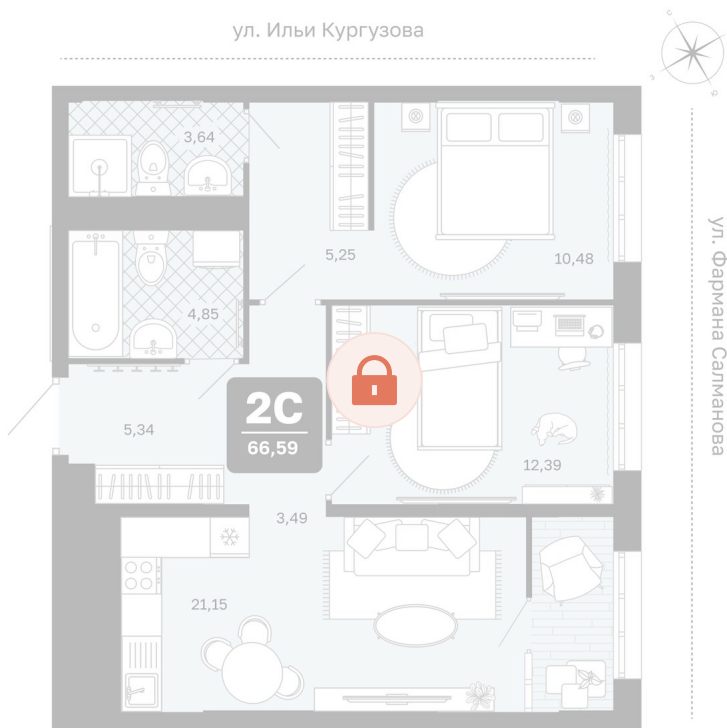 ул. Ильи Кургузова
с
з
ю
3,64
5,25
10,48
ул. Фармана Салманова
4,85
2С
66,59
5,34
12,39
3,49
21,15